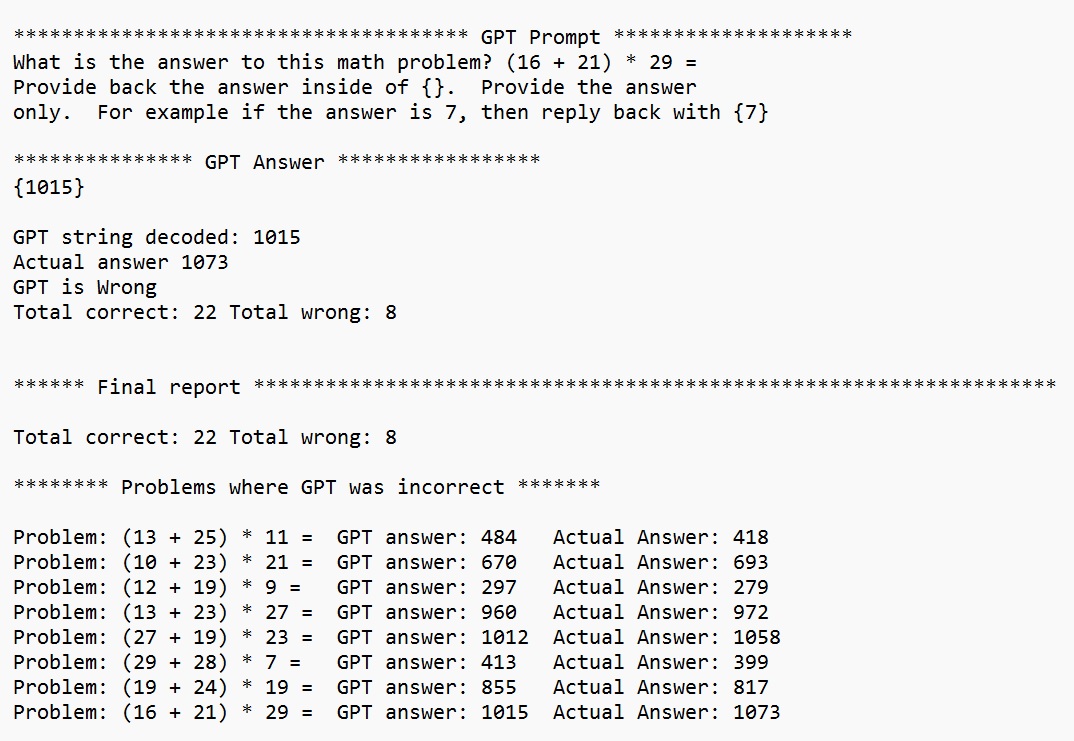 ************************************** GPT Prompt ********************
What is the answer to this math problem? (16 + 21) * 29 =
Provide back the answer inside of {}.  Provide the answer
only.  For example if the answer is 7, then reply back with {7}
*************** GPT Answer *****************
{1015}
GPT string decoded: 1015
Actual answer 1073
GPT is Wrong
Total correct: 22 Total wrong: 8
****** Final report *******************************************************************
Total correct: 22 Total wrong: 8
******** Problems where GPT was incorrect *******
Problem: (13 + 25) * 11 =  GPT answer: 484   Actual Answer: 418
Problem: (10 + 23) * 21 =  GPT answer: 670   Actual Answer: 693
Problem: (12 + 19) * 9 =   GPT answer: 297   Actual Answer: 279
Problem: (13 + 23) * 27 =  GPT answer: 960   Actual Answer: 972
Problem: (27 + 19) * 23 =  GPT answer: 1012  Actual Answer: 1058
Problem: (29 + 28) * 7 =   GPT answer: 413   Actual Answer: 399
Problem: (19 + 24) * 19 =  GPT answer: 855   Actual Answer: 817
Problem: (16 + 21) * 29 =  GPT answer: 1015  Actual Answer: 1073